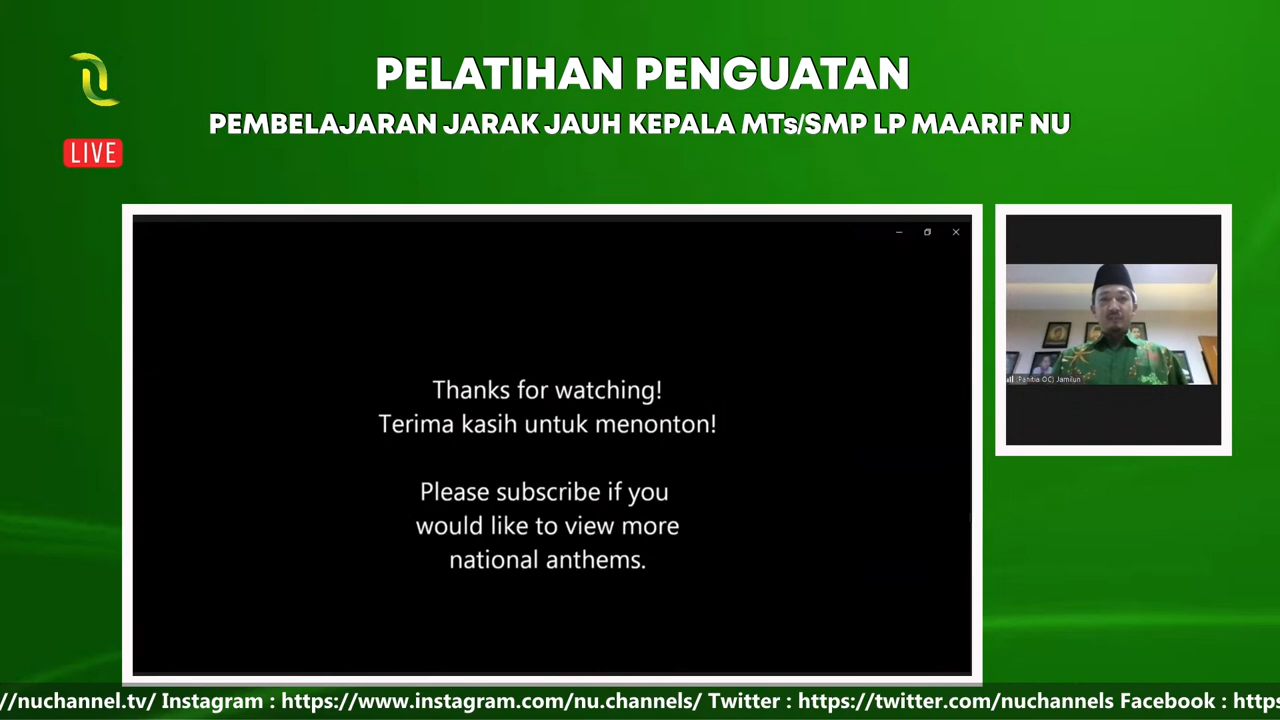 PELATIHAN PENGUATAN
PEMBELAJARAN JARAK JAUH KEPALA MTs/SMP LP MAARIF NU
LIVE
Thanks for watching!
Terima kasih untuk menonton!
Please subscribe if you
would like to view more
national anthems.
OC) Jamilun
//nuchannel.tv/ Instagram : https://www.instagram.com/nu.channels/ Twitter : https://twitter.com/nuchannels Facebook : https